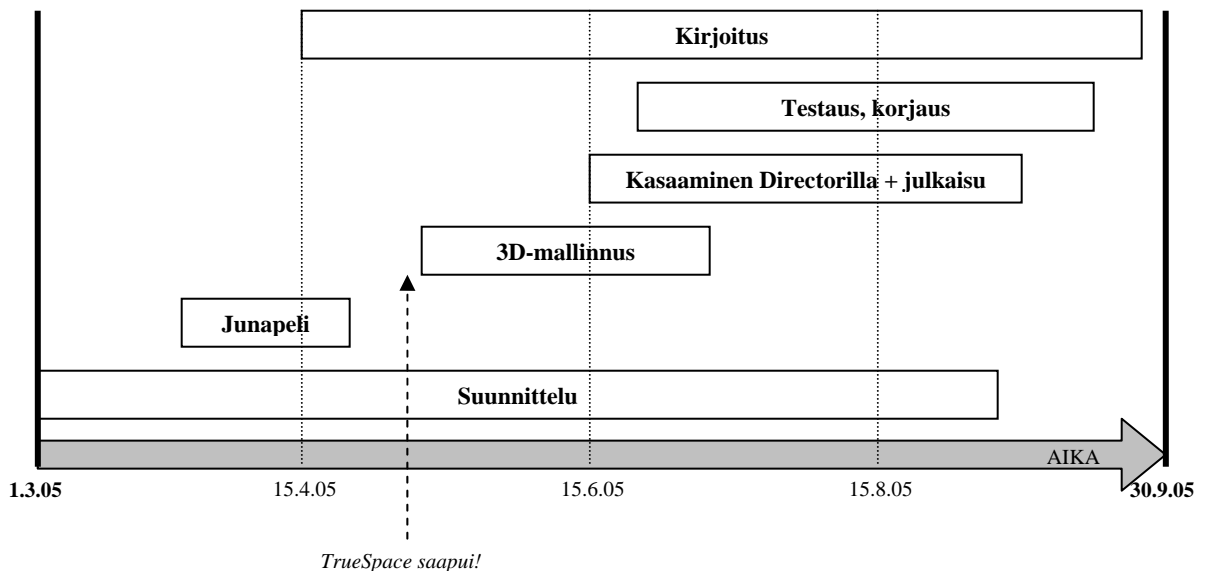 Kirjoitus
Testaus, korjaus
Kasaaminen Directorilla + julkaisu
3D-mallinnus
Junapeli
Suunnittelu
AIKA
1.3.05 15.4.05 15.6.05 15.8.05 30.9.05
TrueSpace saapui!